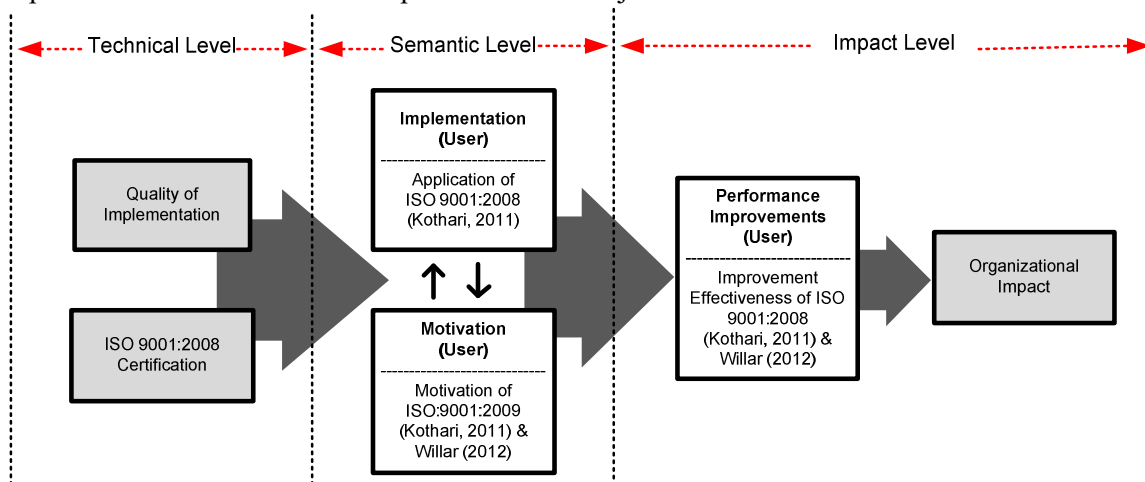 Technical Level
Semantic Level
Impact Level
Quality of
Implementation
ISO 9001:2008
Certification
Implementation
(User)
Application of
ISO 9001:2008
(Kothari, 2011)
Motivation
(User)
Motivation of
ISO:9001:2009
(Kothari, 2011) &
Willar (2012)
Performance
Improvements
(User)
Improvement
Effectiveness of ISO
9001:2008
(Kothari, 2011) &
Willar (2012)
Organizational
Impact